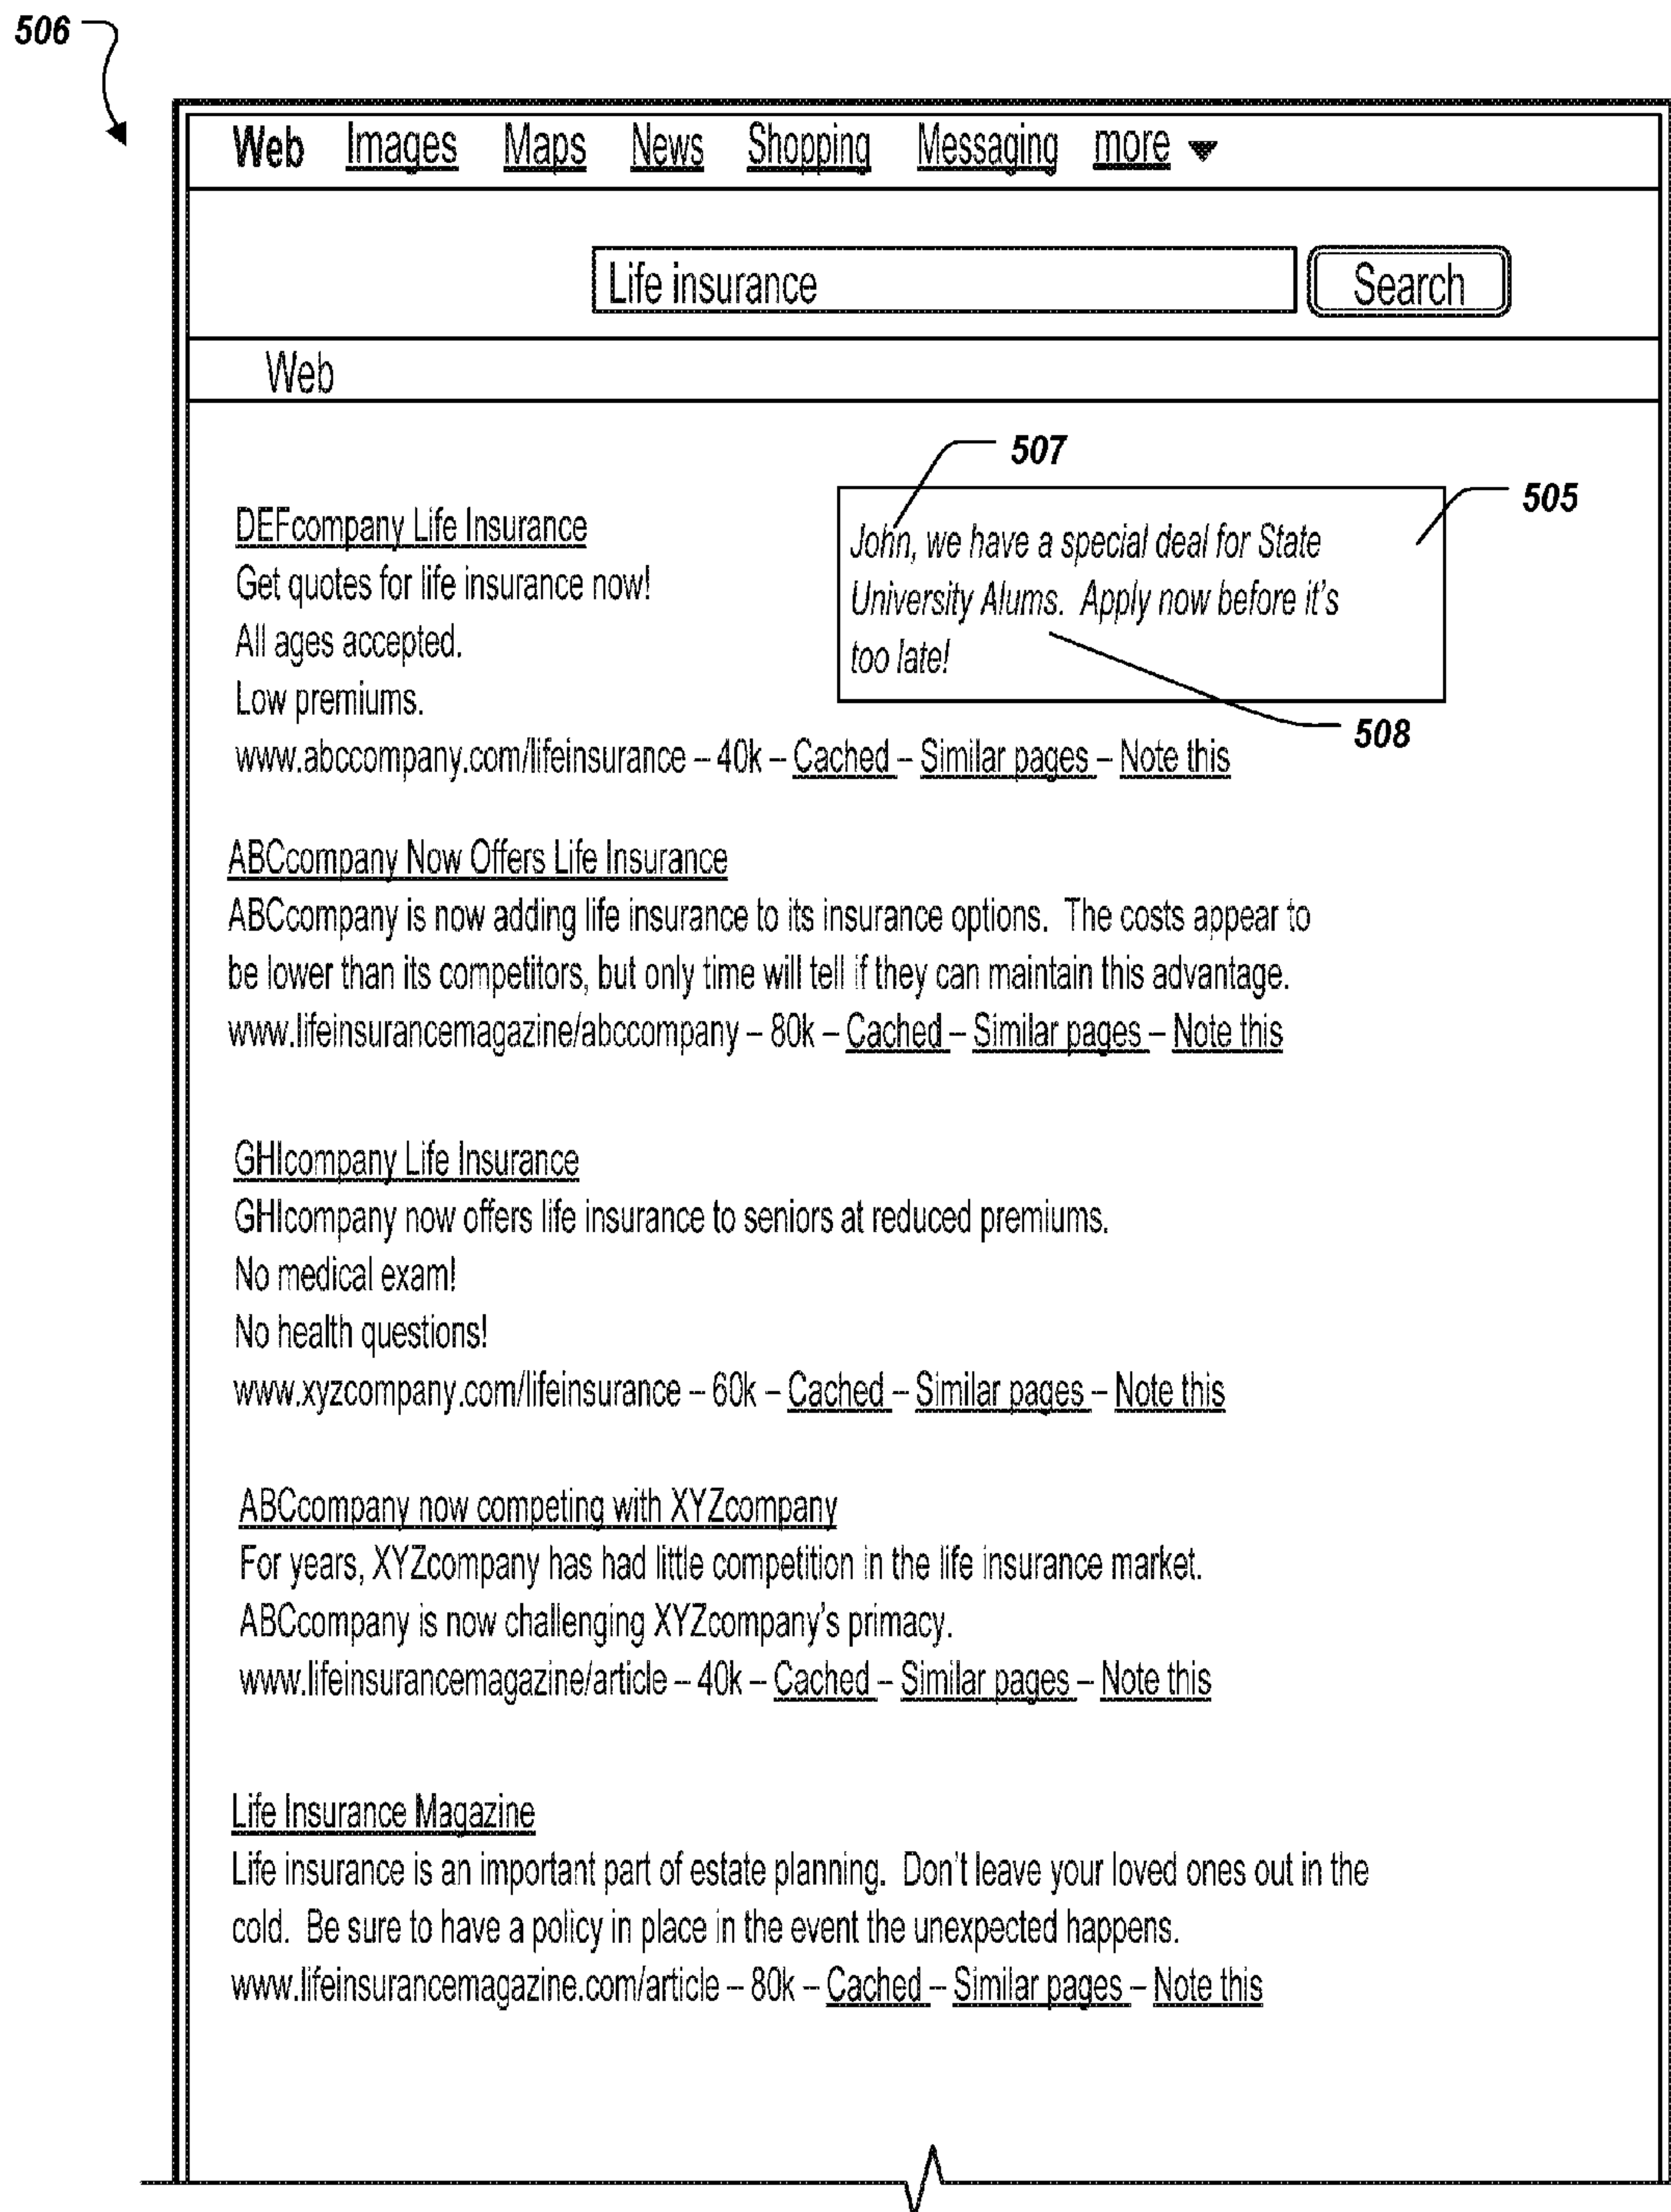 506
Web Images Maps News Shopping Messaging more
Life insurance Search
Web
507
505
DEFcompany Life Insurance
Get quotes for life insurance now!
All ages accepted.
Low premiums.
www.abccompany.com/lifeinsurance – 40k – Cached – Similar pages – Note this
John, we have a special deal for State
University Alums. Apply now before it's
too late!
508
ABCcompany Now Offers Life Insurance
ABCcompany is now adding life insurance to its insurance options. The costs appear to
be lower than its competitors, but only time will tell if they can maintain this advantage.
www.lifeinsurancemagazine/abccompany – 80k – Cached – Similar pages – Note this
GHIcompany Life Insurance
GHIcompany now offers life insurance to seniors at reduced premiums.
No medical exam!
No health questions!
www.xyzcompany.com/lifeinsurance – 60k – Cached – Similar pages – Note this
ABCcompany now competing with XYZcompany
For years, XYZcompany has had little competition in the life insurance market.
ABCcompany is now challenging XYZcompany's primacy.
www.lifeinsurancemagazine/article – 40k – Cached – Similar pages – Note this
Life Insurance Magazine
Life insurance is an important part of estate planning. Don't leave your loved ones out in the
cold. Be sure to have a policy in place in the event the unexpected happens.
www.lifeinsurancemagazine.com/article – 80k – Cached – Similar pages – Note this